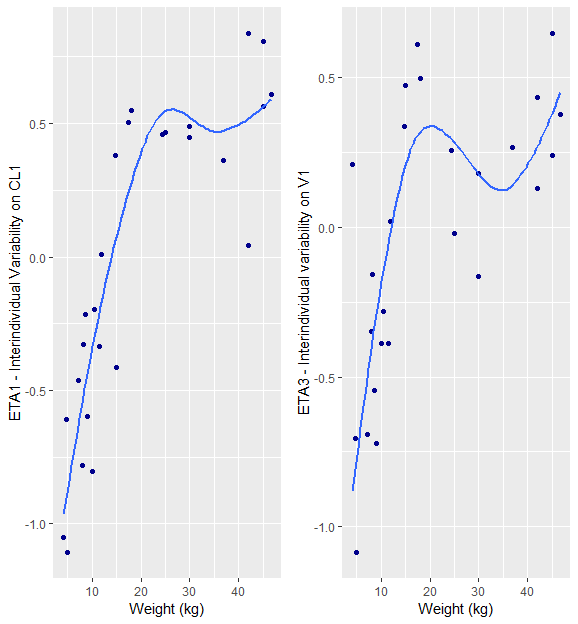 ETA1 - Interindividual Variability on CL1
0.5
0.0
-0.5
-1.0
10 20 30 40
Weight (kg)
ETA3 - Interindividual variability on V1
0.5
0.0
-0.5
-1.0
10 20 30 40
Weight (kg)